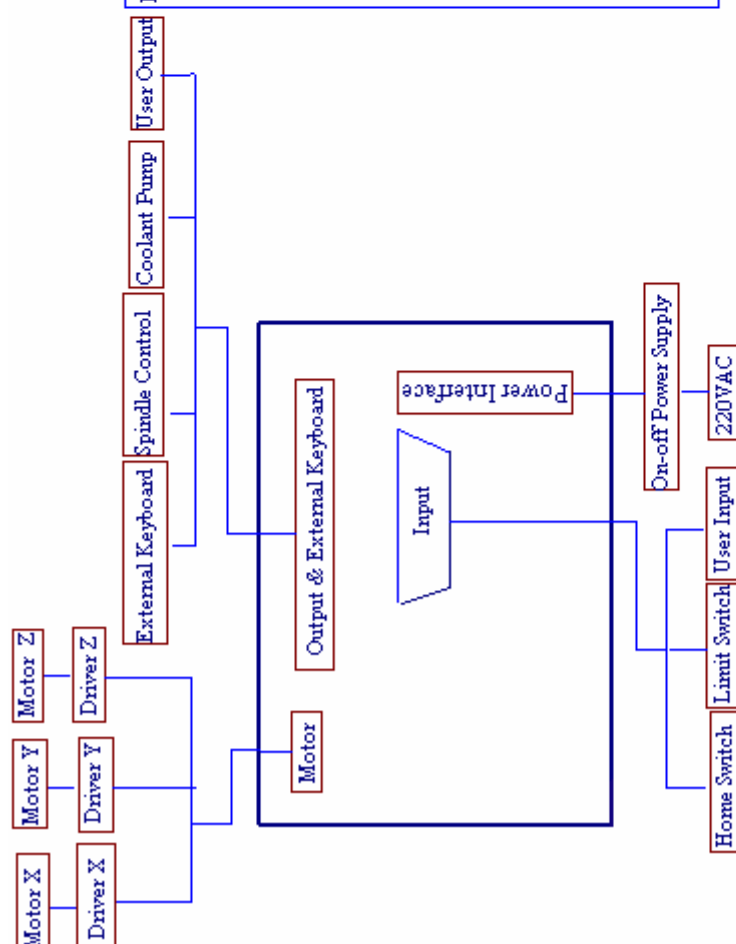 Motor X
Motor Y
Motor Z
Driver X
Driver Y
Driver Z
External Keyboard
Spindle Control
Coolant Pump
User Output
Motor
Output & External Keyboard
Input
Power Interface
On-off Power Supply
Home Switch
Limit Switch
User Input
220VAC